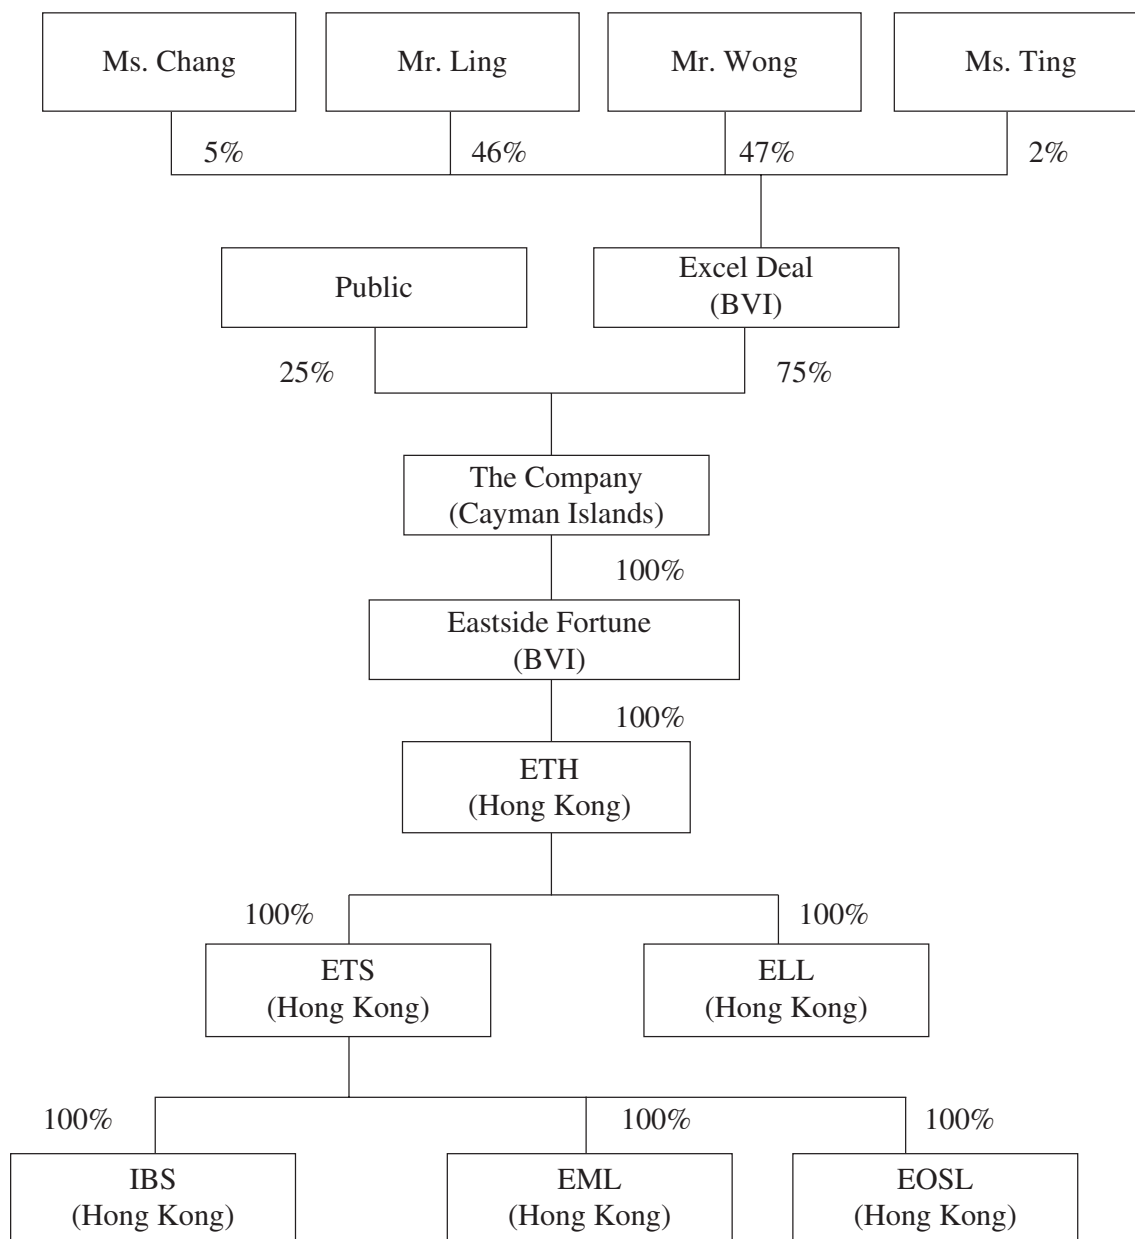 Ms. Chang
Mr. Ling
Mr. Wong
Ms. Ting
5%
46%
47%
2%
Public
Excel Deal
(BVI)
25%
75%
The Company
(Cayman Islands)
100%
Eastside Fortune
(BVI)
100%
ETH
(Hong Kong)
100%
100%
ETS
(Hong Kong)
ELL
(Hong Kong)
100%
100%
100%
IBS
(Hong Kong)
EML
(Hong Kong)
EOSL
(Hong Kong)